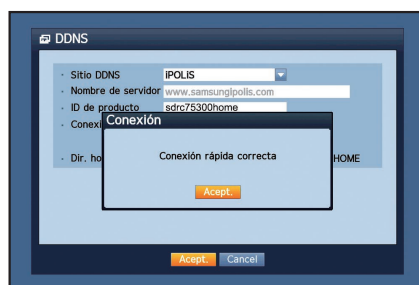 DDNS
Sitio DDNS iPOLiS
Nombre de servidor www.samsungipolis.com
ID de producto sdrc75300home
Conexi
Conexión
Conexión rápida correcta
Dir. ho HOME
Acept.
Acept. Cancel